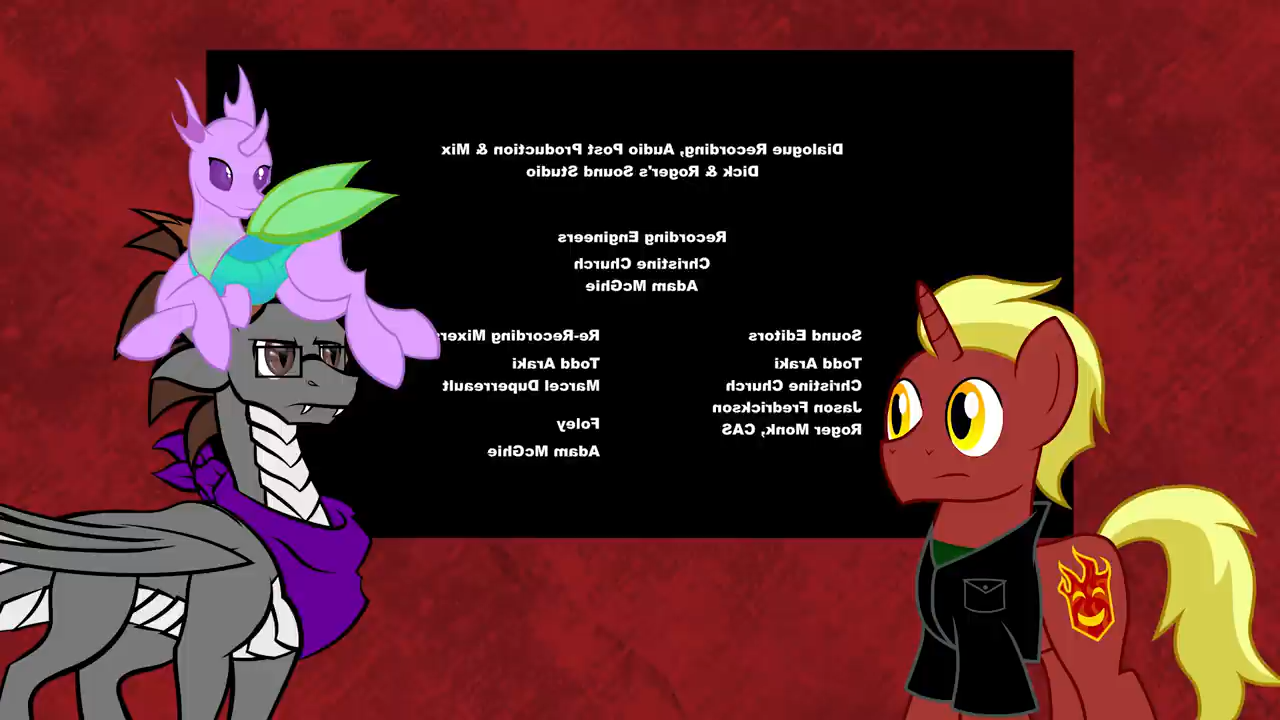 Dialogue Recording, Audio Post Production & Mix
Dick & Roger's Sound Studio
Recording Engineers
Christine Church
Adam McGhie
Sound Editors
Todd Araki
Christine Church
Jason Fredrickson
Roger Monk, CAS
Re-Recording Mixers
Todd Araki
Marcel Duperreault
Foley
Adam McGhie